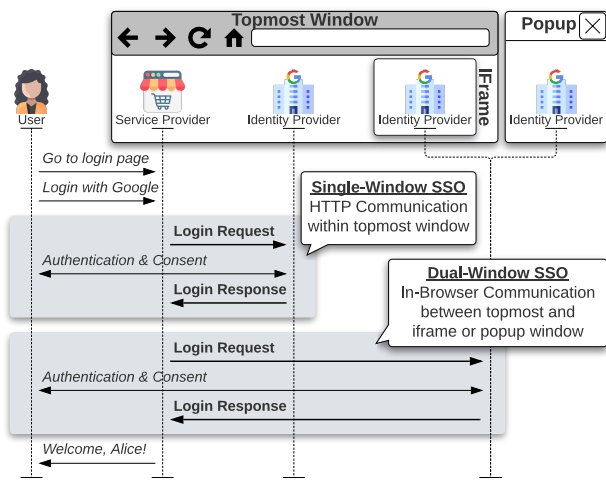 Topmost Window
Popup
IFrame
User
Service Provider
Identity Provider
Identity Provider
Identity Provider
Go to login page
Login with Google
Single-Window SSO
HTTP Communication
within topmost window
Login Request
Authentication & Consent
Login Response
Dual-Window SSO
In-Browser Communication
between topmost and
iframe or popup window
Login Request
Authentication & Consent
Login Response
Welcome, Alice!